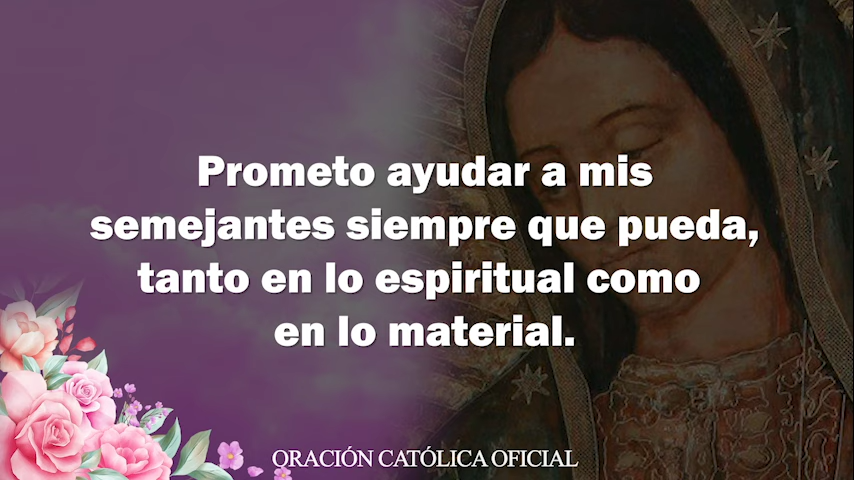 Prometo ayudar a mis
semejantes siempre que pueda,
tanto en lo espiritual como
en lo material.
ORACIÓN CATÓLICA OFICIAL